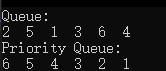 Queue:
2 5 1 3 6 4
Priority Queue:
6 5 4 3 2 1